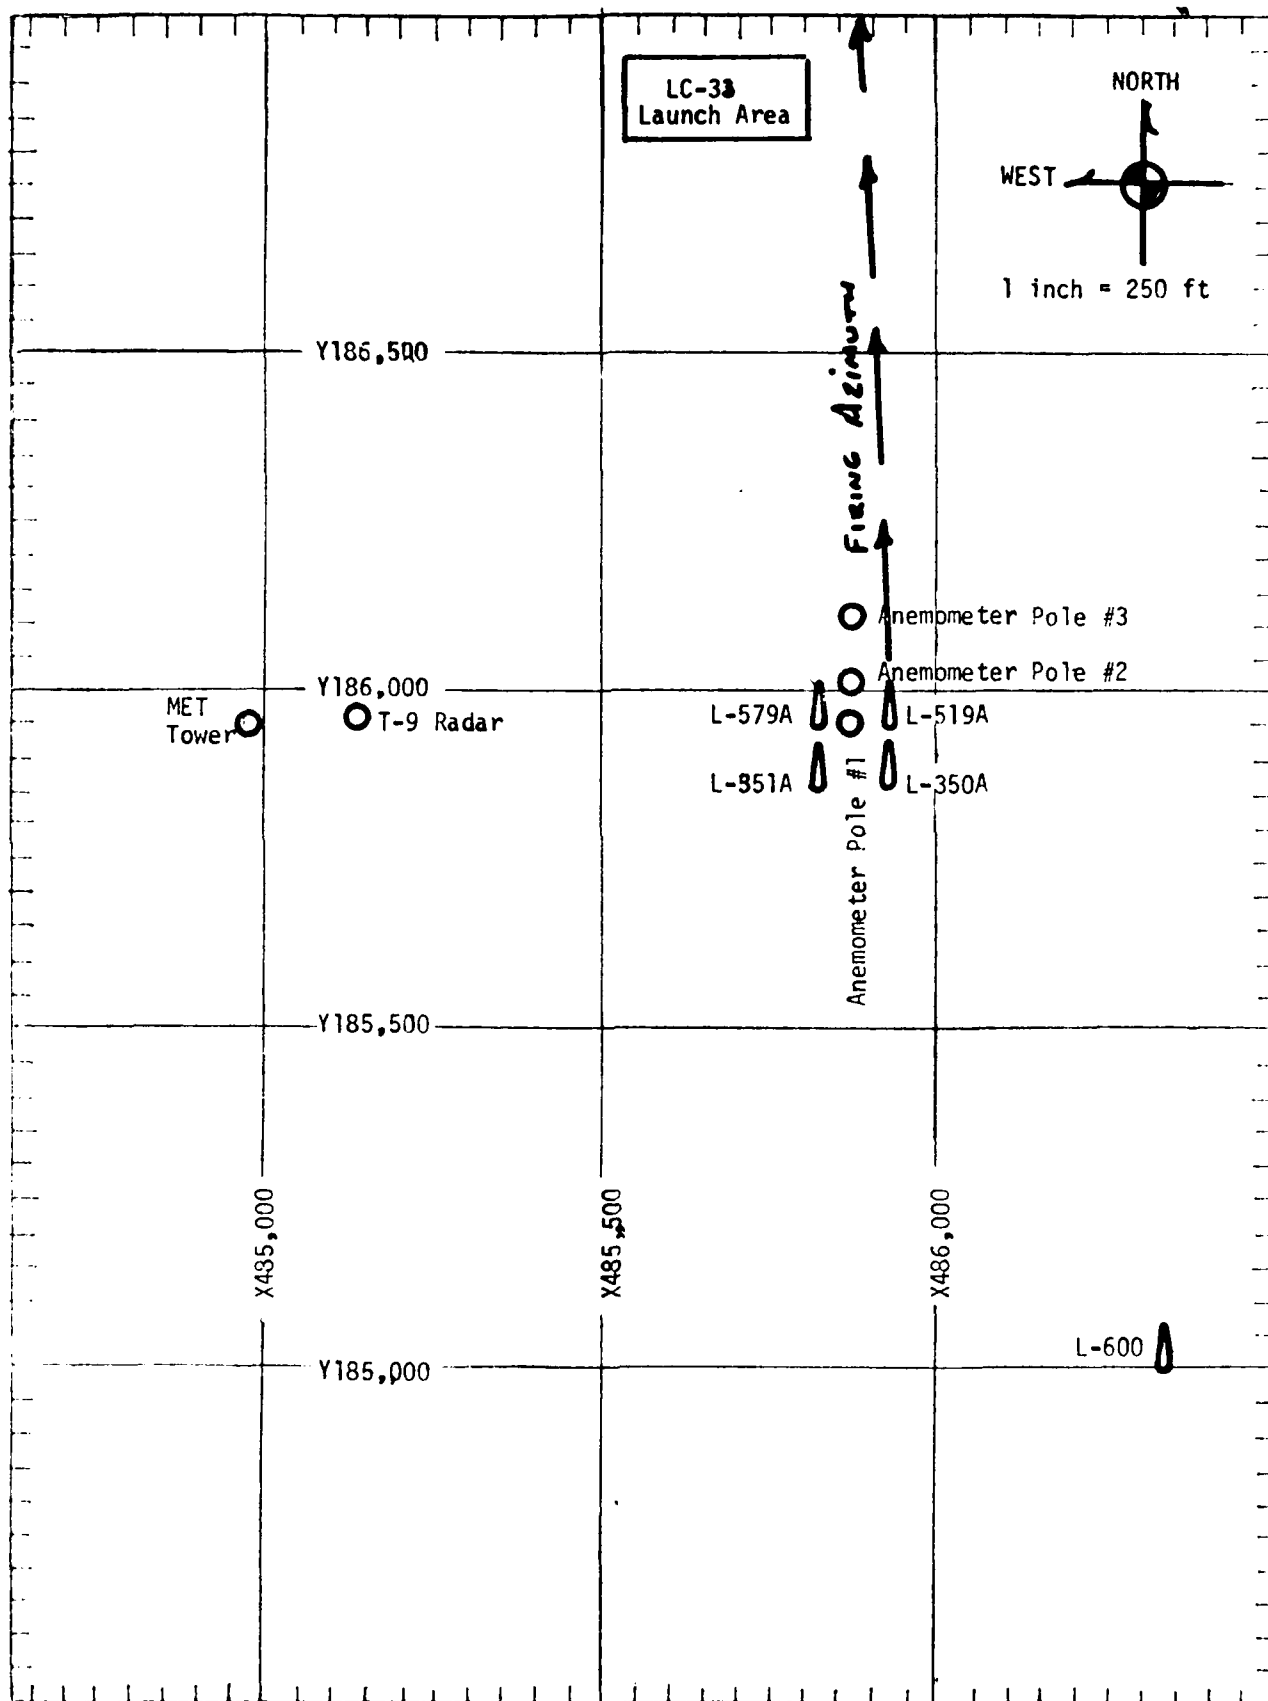 LC-33
Launch Area
NORTH
WEST
1 inch = 250 ft
FIRING AZIMUTH
Y186,500
Anemometer Pole #3
Anemometer Pole #2
Y186,000
MET
Tower
T-9 Radar
L-579A
L-519A
L-351A
L-350A
Anemometer Pole #1
Y185,500
X485,000
X485,500
X486,000
L-600
Y185,000